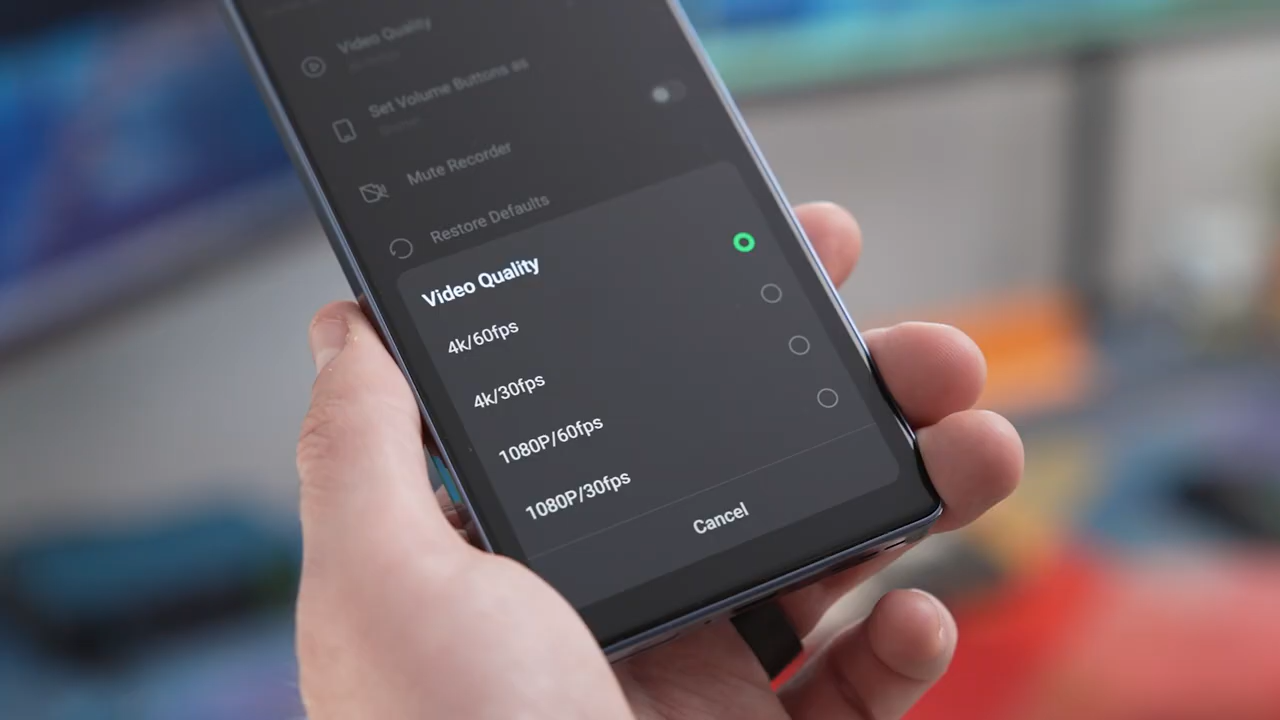 Video Quality
Set Volume Buttons as
Mute Recorder
Restore Defaults
Video Quality
4k/60fps
4k/30fps
1080P/60fps
1080P/30fps
Cancel